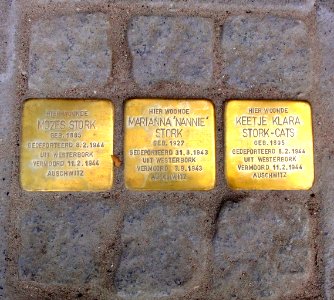 HIER WOONDE
MOZES STORK
GEB. 1885
GEDEPORTEERD 8.2.1944
UIT WESTERBORK
VERMOORD 11.2.1944
AUSCHWITZ
HIER WOONDE
MARIANNA "NANNIE"
STORK
GEB. 1927
GEDEPORTEERD 31.8.1943
UIT WESTERBORK
VERMOORD 3.9.1943
AUSCHWITZ
HIER WOONDE
KEETJE KLARA
STORK-CATS
GEB. 1895
GEDEPORTEERD 8.2.1944
UIT WESTERBORK
VERMOORD 11.2.1944
AUSCHWITZ